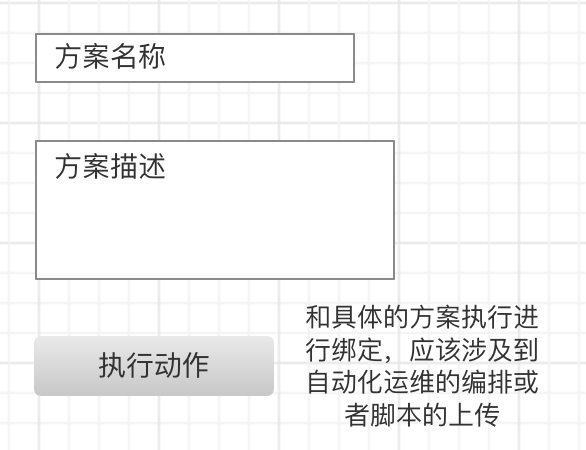 方案名称
方案描述
执行动作
和具体的方案执行进
行绑定，应该涉及到
自动化运维的编排或
者脚本的上传